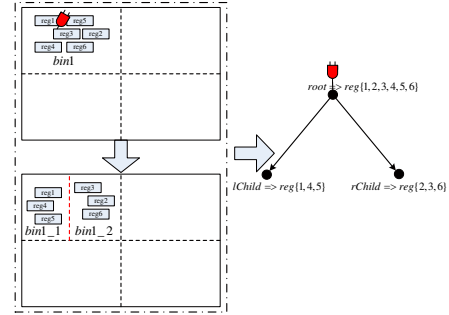 reg1 reg5
reg3 reg2
reg4 reg6
bin1
root => reg{1,2,3,4,5,6}
reg1
reg4
reg5
reg3
reg2
reg6
bin1_1 bin1_2
lChild => reg{1,4,5}
rChild => reg{2,3,6}